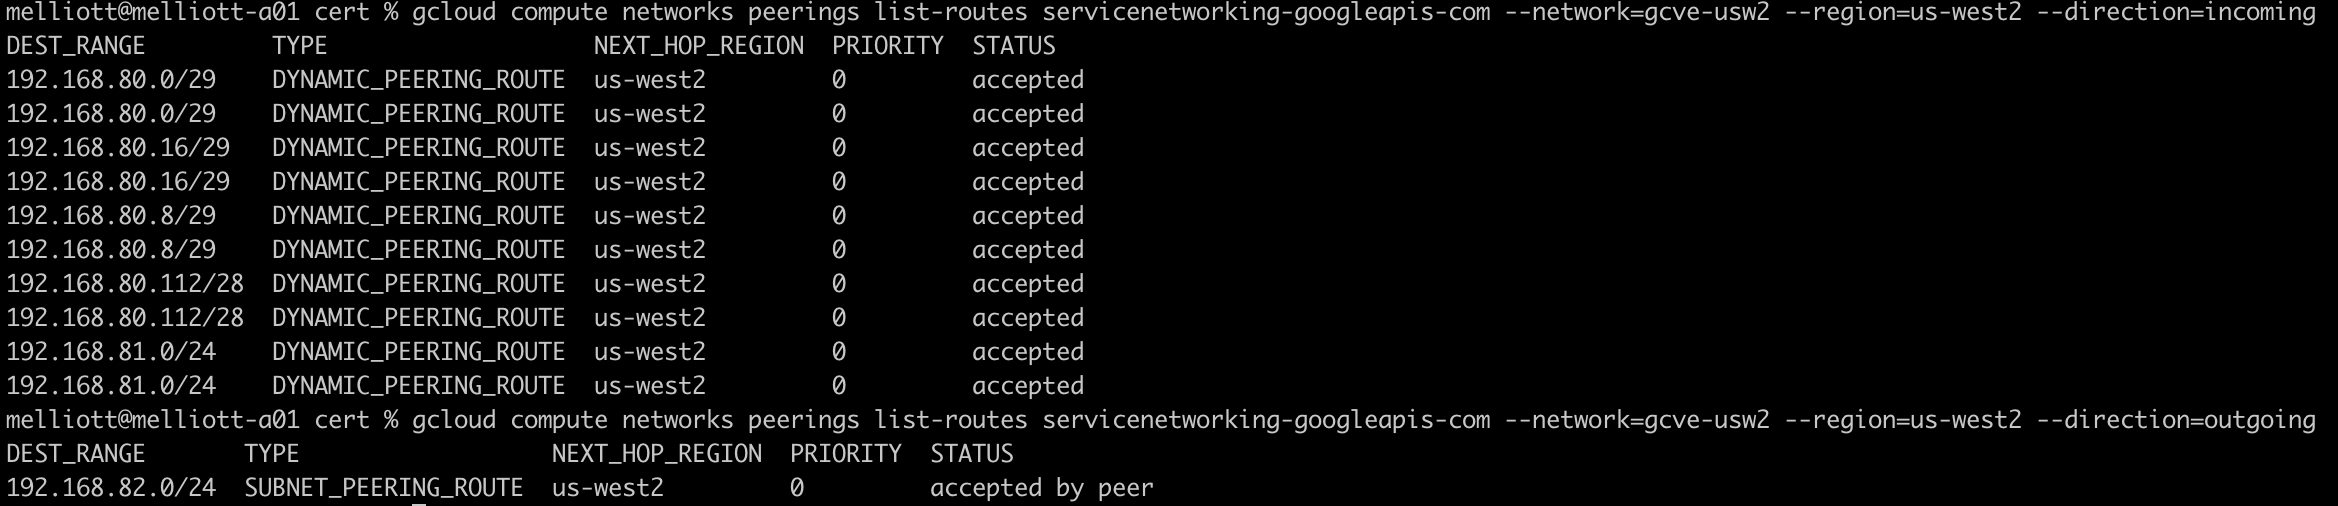 melliott@melliott-a01 cert % gcloud compute networks peerings list-routes servicenetworking-googleapis-com --network=gcve-usw2 --region=us-west2 --direction=incoming
DEST_RANGE TYPE NEXT_HOP_REGION PRIORITY STATUS
192.168.80.0/29 DYNAMIC_PEERING_ROUTE us-west2 0 accepted
192.168.80.0/29 DYNAMIC_PEERING_ROUTE us-west2 0 accepted
192.168.80.16/29 DYNAMIC_PEERING_ROUTE us-west2 0 accepted
192.168.80.16/29 DYNAMIC_PEERING_ROUTE us-west2 0 accepted
192.168.80.8/29 DYNAMIC_PEERING_ROUTE us-west2 0 accepted
192.168.80.8/29 DYNAMIC_PEERING_ROUTE us-west2 0 accepted
192.168.80.112/28 DYNAMIC_PEERING_ROUTE us-west2 0 accepted
192.168.80.112/28 DYNAMIC_PEERING_ROUTE us-west2 0 accepted
192.168.81.0/24 DYNAMIC_PEERING_ROUTE us-west2 0 accepted
192.168.81.0/24 DYNAMIC_PEERING_ROUTE us-west2 0 accepted
melliott@melliott-a01 cert % gcloud compute networks peerings list-routes servicenetworking-googleapis-com --network=gcve-usw2 --region=us-west2 --direction=outgoing
DEST_RANGE TYPE NEXT_HOP_REGION PRIORITY STATUS
192.168.82.0/24 SUBNET_PEERING_ROUTE us-west2 0 accepted by peer